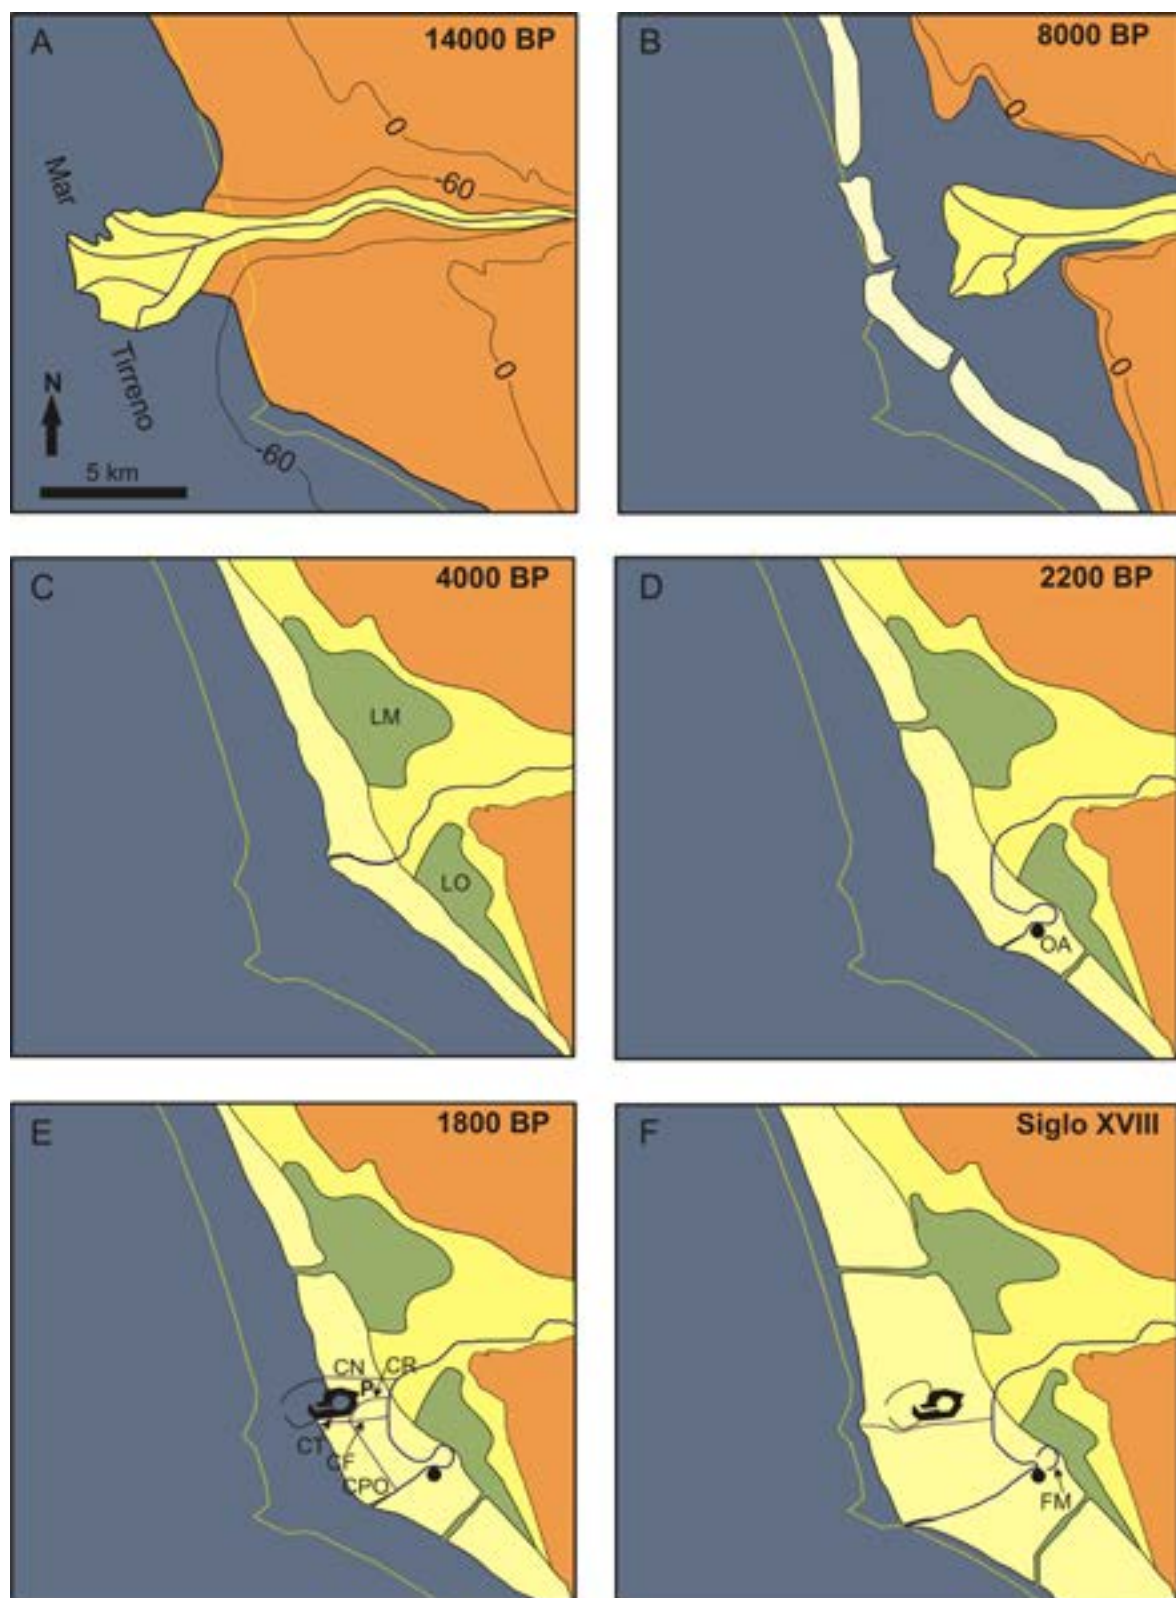 A
14000 BP
0
-60
Mar
Tirreno
0
N
5 km
-60
B
8000 BP
0
0
C
4000 BP
LM
LO
D
2200 BP
OA
E
1800 BP
CN
CR
P.
CT
CF
CPO
F
Siglo XVIII
FM